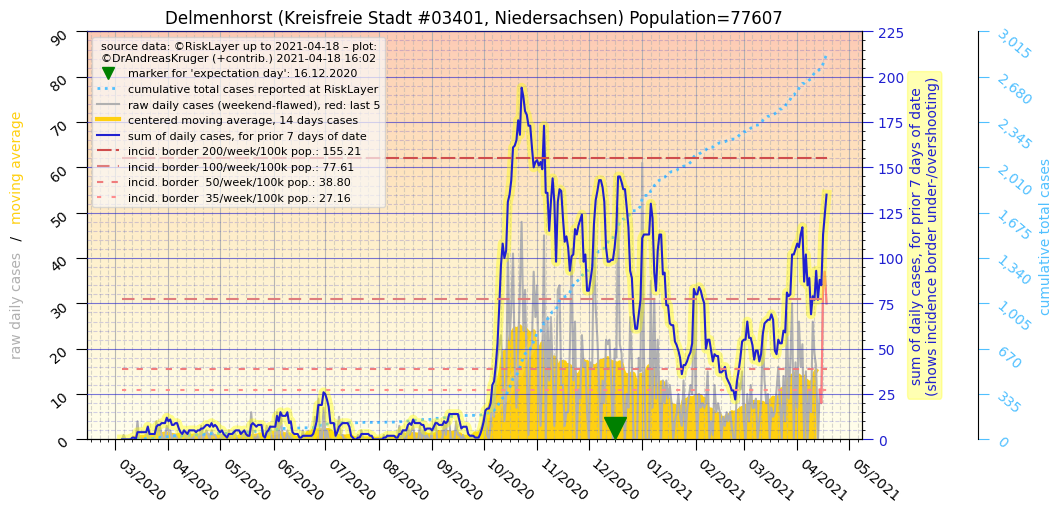 Delmenhorst (Kreisfreie Stadt #03401, Niedersachsen) Population=77607
source data: ©RiskLayer up to 2021-04-18 – plot:
©DrAndreasKruger (+contrib.) 2021-04-18 16:02
marker for 'expectation day': 16.12.2020
cumulative total cases reported at RiskLayer
raw daily cases (weekend-flawed), red: last 5
centered moving average, 14 days cases
sum of daily cases, for prior 7 days of date
incid. border 200/week/100k pop.: 155.21
incid. border 100/week/100k pop.: 77.61
incid. border  50/week/100k pop.: 38.80
incid. border  35/week/100k pop.: 27.16
raw daily cases / moving average
90
80
70
60
50
40
30
20
10
0
03/2020
04/2020
05/2020
06/2020
07/2020
08/2020
09/2020
10/2020
11/2020
12/2020
01/2021
02/2021
03/2021
04/2021
05/2021
225
200
175
150
125
100
75
50
25
0
sum of daily cases, for prior 7 days of date
(shows incidence border under-/overshooting)
3,015
2,680
2,345
2,010
1,675
1,340
1,005
670
335
0
cumulative total cases